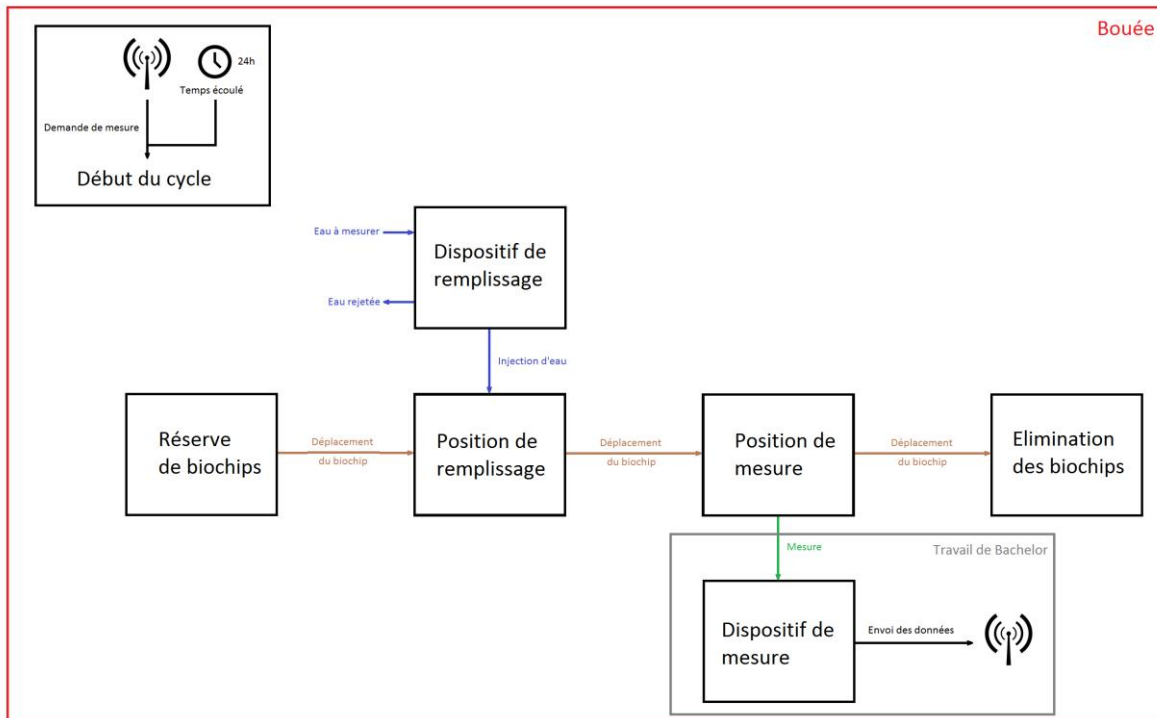 Bouée
24h
Temps écoulé
Demande de mesure
Début du cycle
Eau à mesurer
Dispositif de
remplissage
Eau rejetée
Injection d'eau
Réserve
de biochips
Déplacement
du biochip
Position de
remplissage
Déplacement
du biochip
Position de
mesure
Déplacement
du biochip
Elimination
des biochips
Mesure
Travail de Bachelor
Dispositif de
mesure
Envoi des données